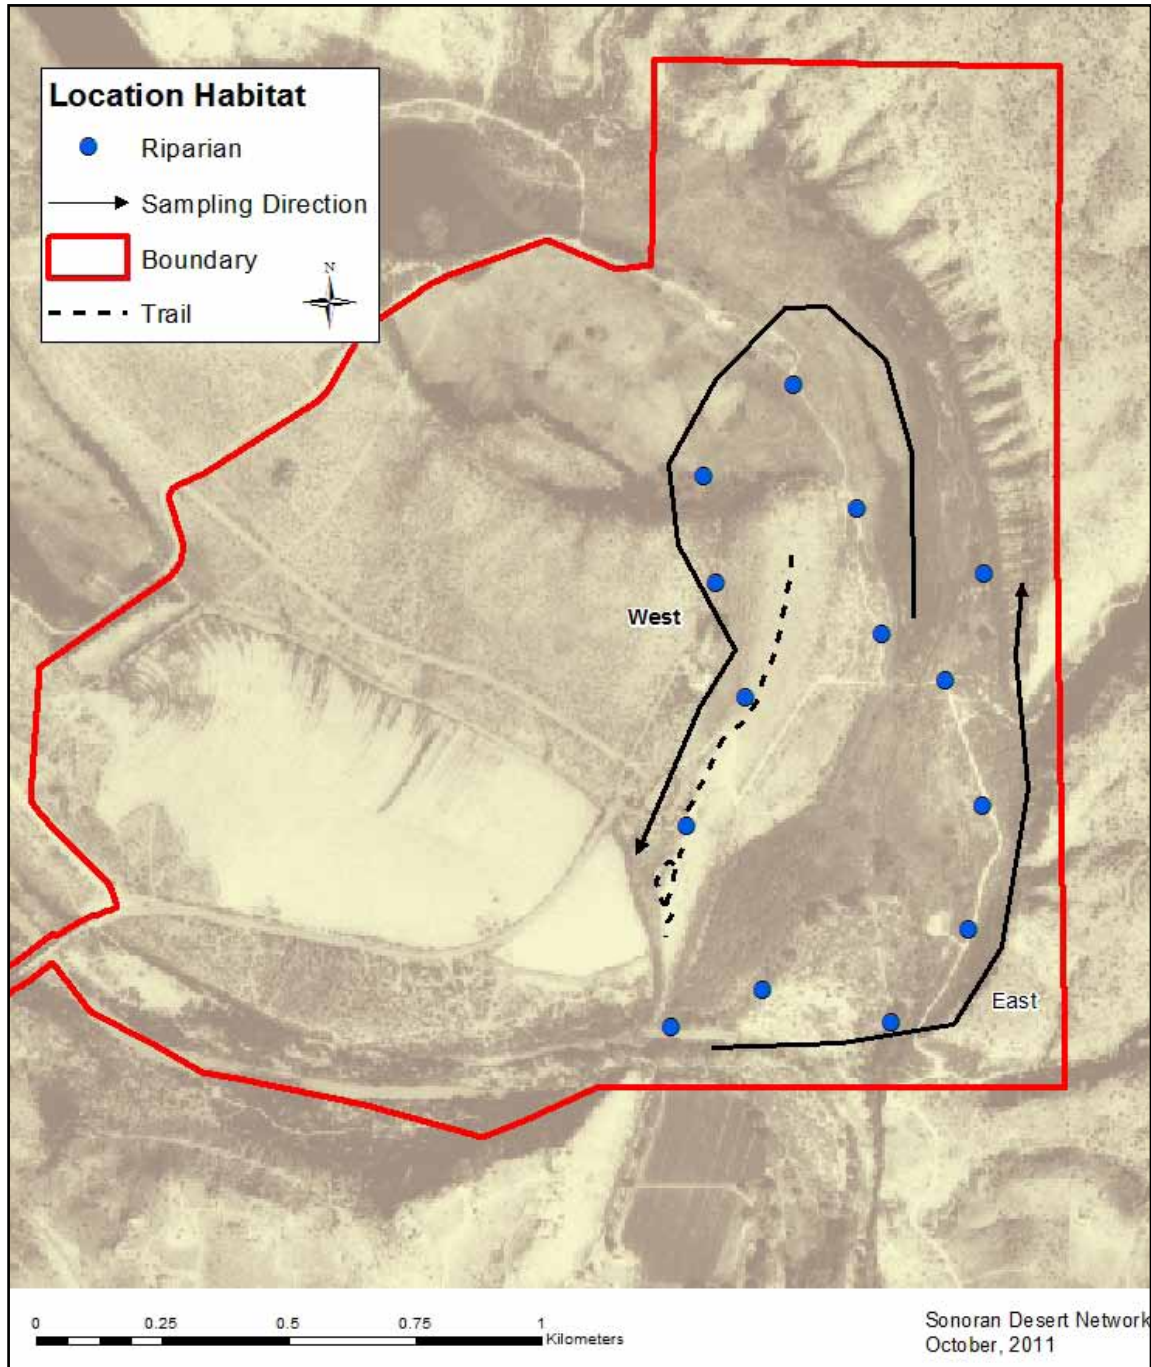 Location Habitat
Riparian
Sampling Direction
Boundary
N
Trail
West
East
0 0.25 0.5 0.75 1
Kilometers
Sonoran Desert Network
October, 2011